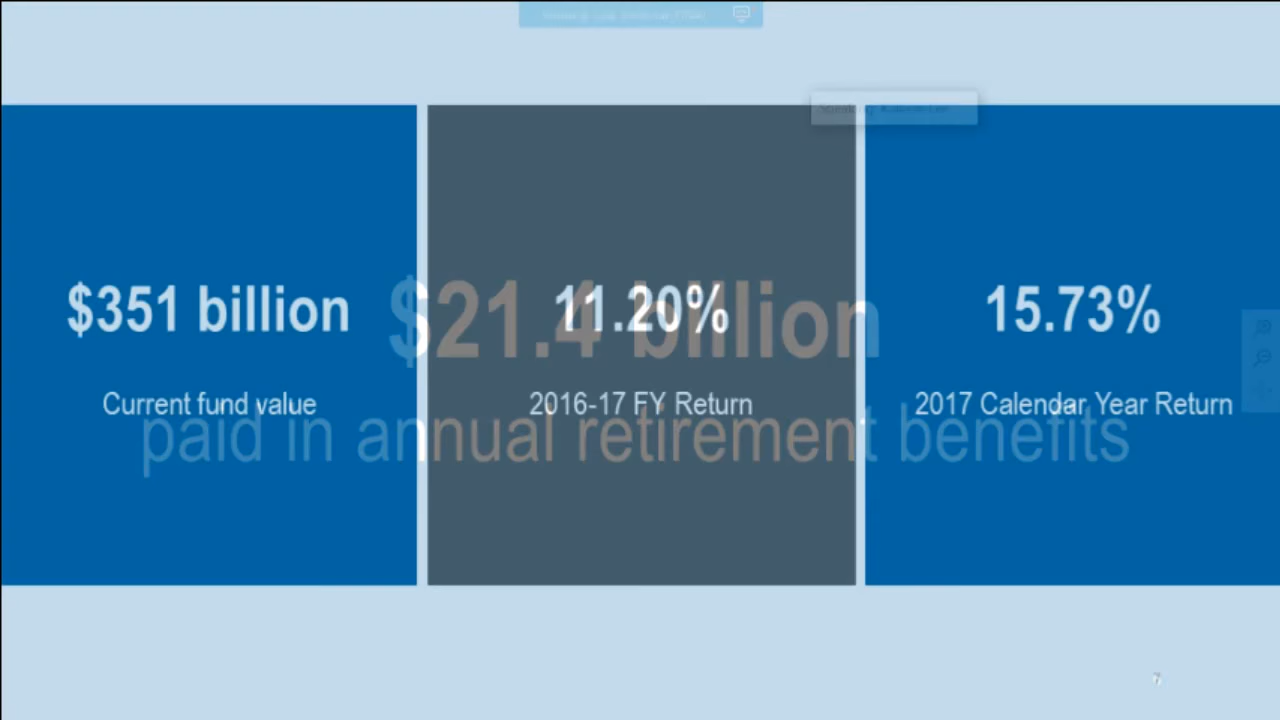 $351 billion
Current fund value
11.20%
2016-17 FY Return
15.73%
2017 Calendar Year Return
$21.4 billion
paid in annual retirement benefits
7